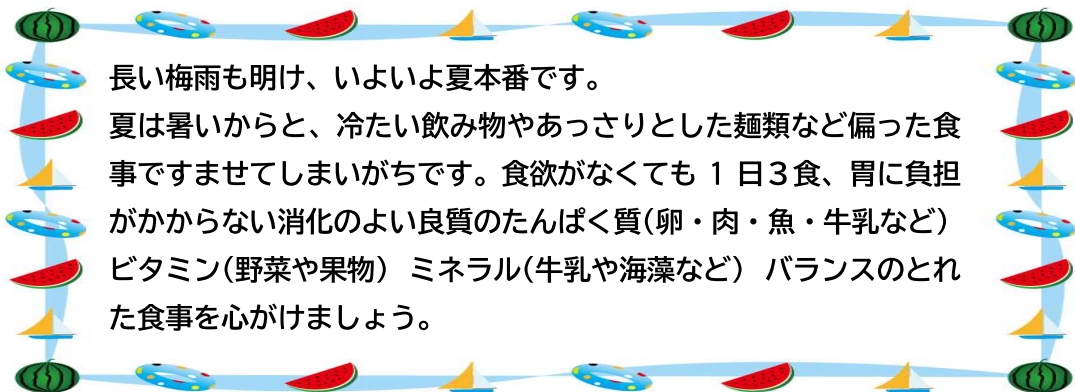 長い梅雨も明け、いよいよ夏本番です。
夏は暑いからと、冷たい飲み物やあっさりとした麺類など偏った食
事ですませてしまいがちです。食欲がなくても 1 日３食、胃に負担
がかからない消化のよい良質のたんぱく質(卵・肉・魚・牛乳など)
ビタミン(野菜や果物) ミネラル(牛乳や海藻など) バランスのとれ
た食事を心がけましょう。